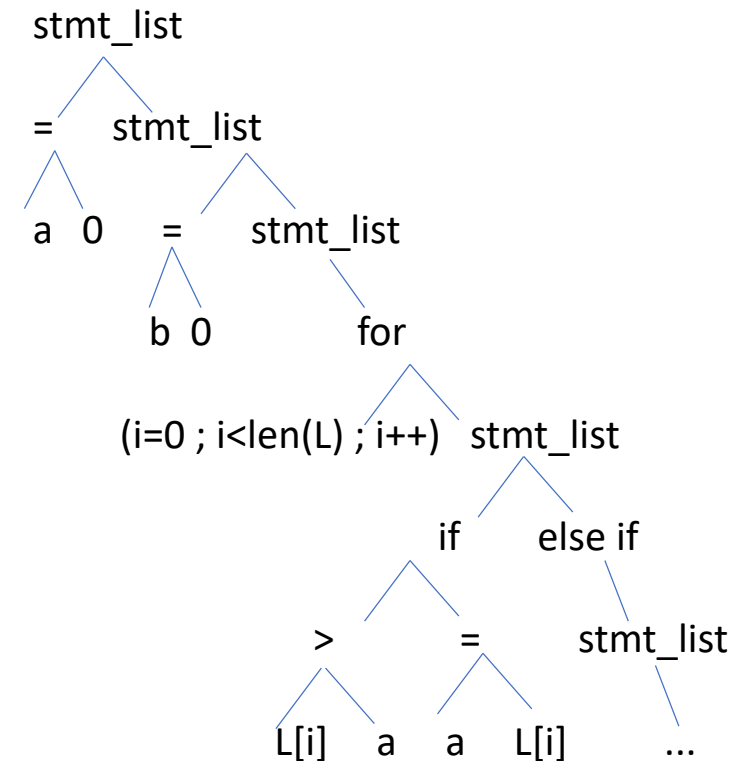 stmt_list
= stmt_list
a 0 = stmt_list
b 0 for
(i=0 ; i<len(L) ; i++) stmt_list
if else if
> = stmt_list
L[i] a a L[i] ...